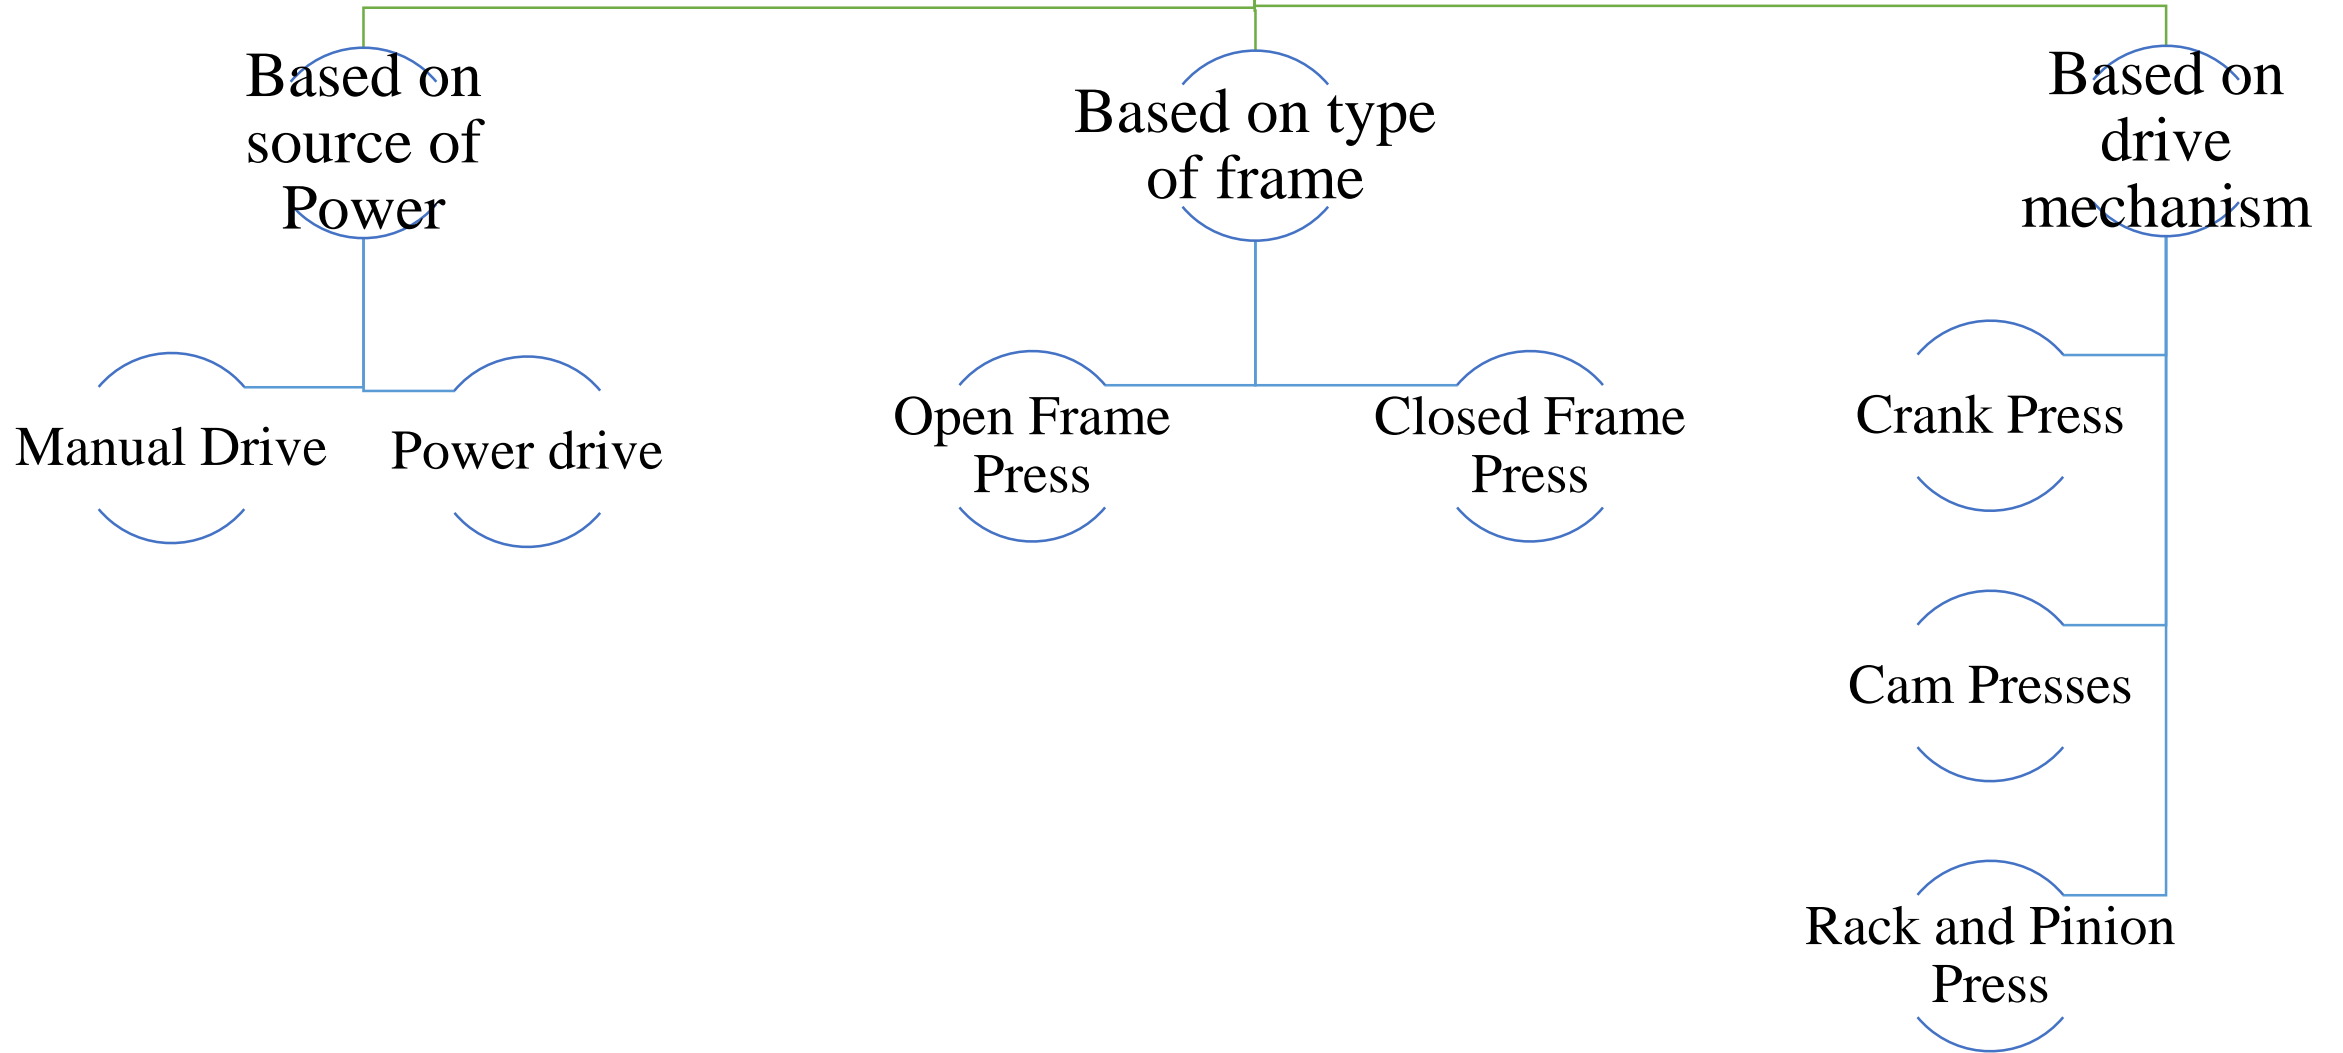 Based on
source of
Power
Based on type
of frame
Based on
drive
mechanism
Manual Drive
Power drive
Open Frame
Press
Closed Frame
Press
Crank Press
Cam Presses
Rack and Pinion
Press